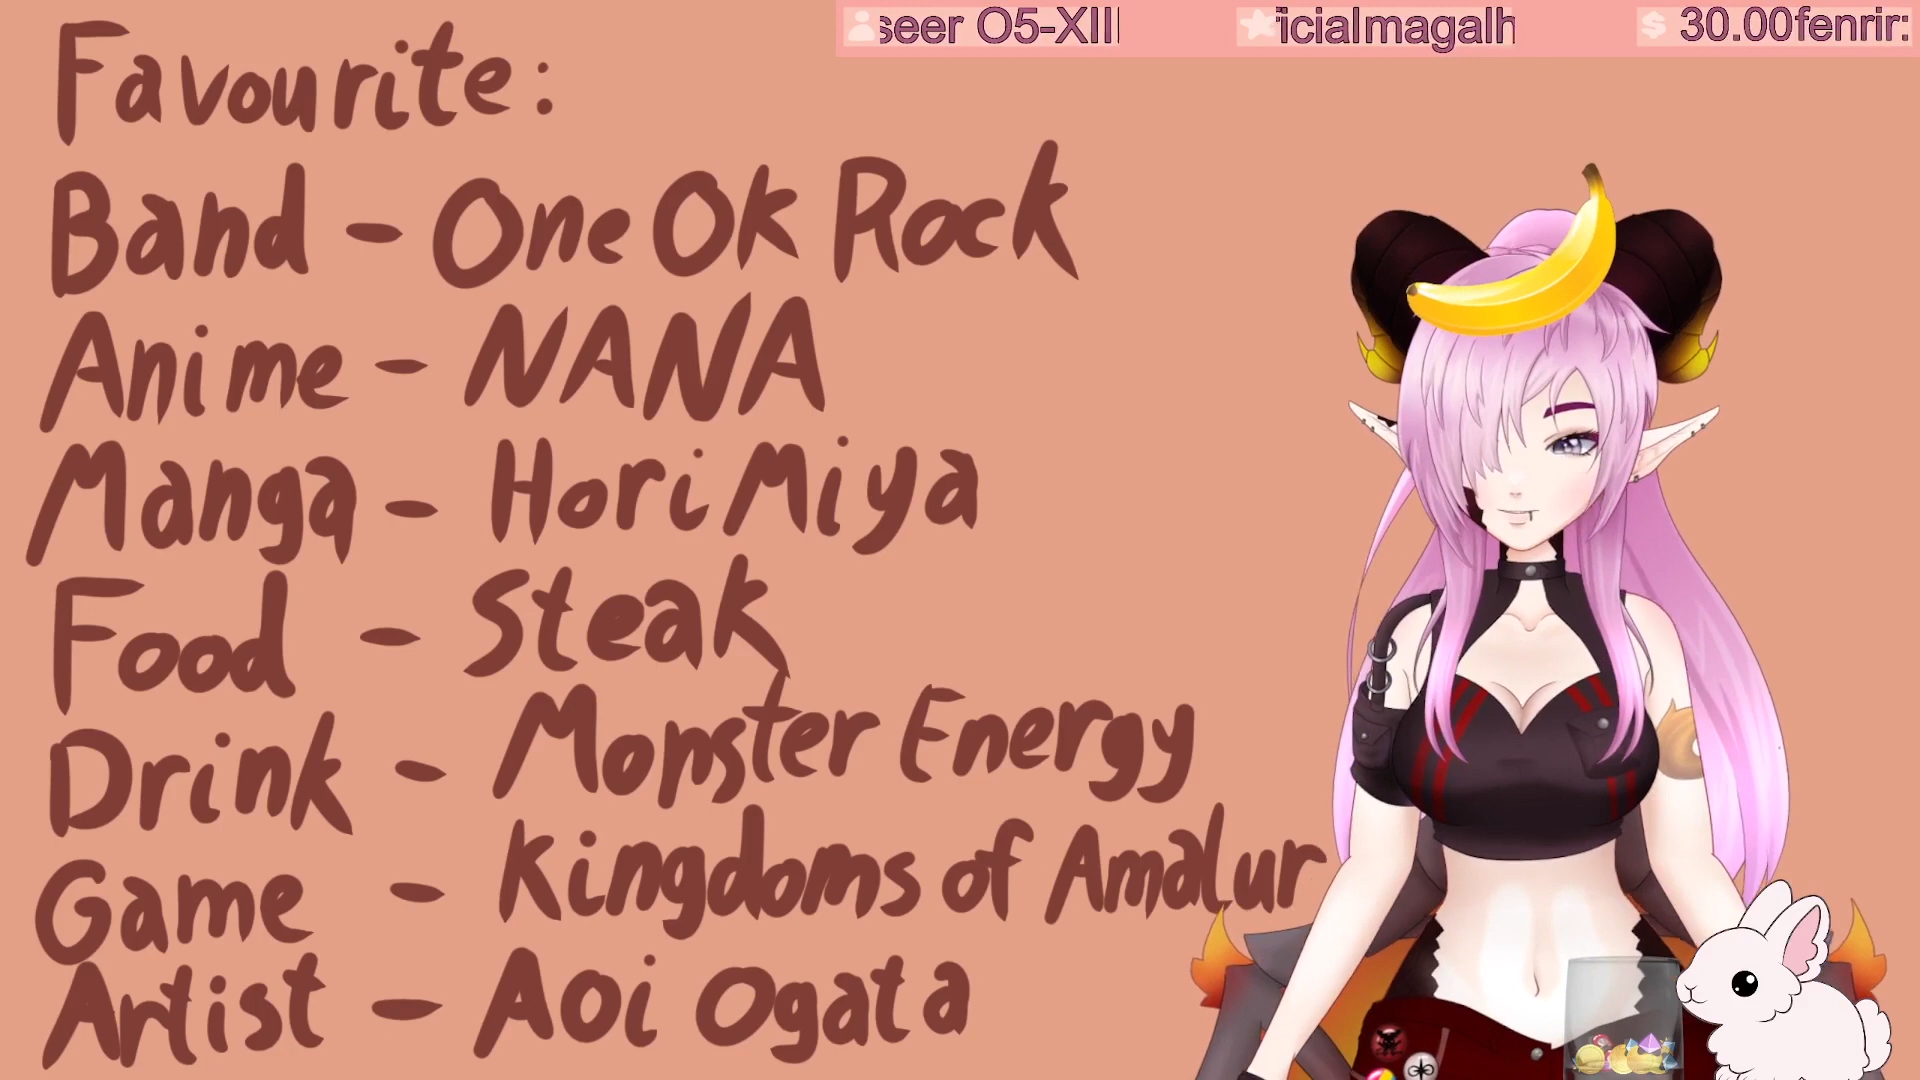 seer O5-XIII
ficialmagalh
30.00fenrir:
Favourite:
Band - One Ok Rock
Anime - NANA
Manga - HoriMiya
Food - Steak
Drink - Monster Energy
Game - Kingdoms of Amalur
Artist - Aoi Ogata